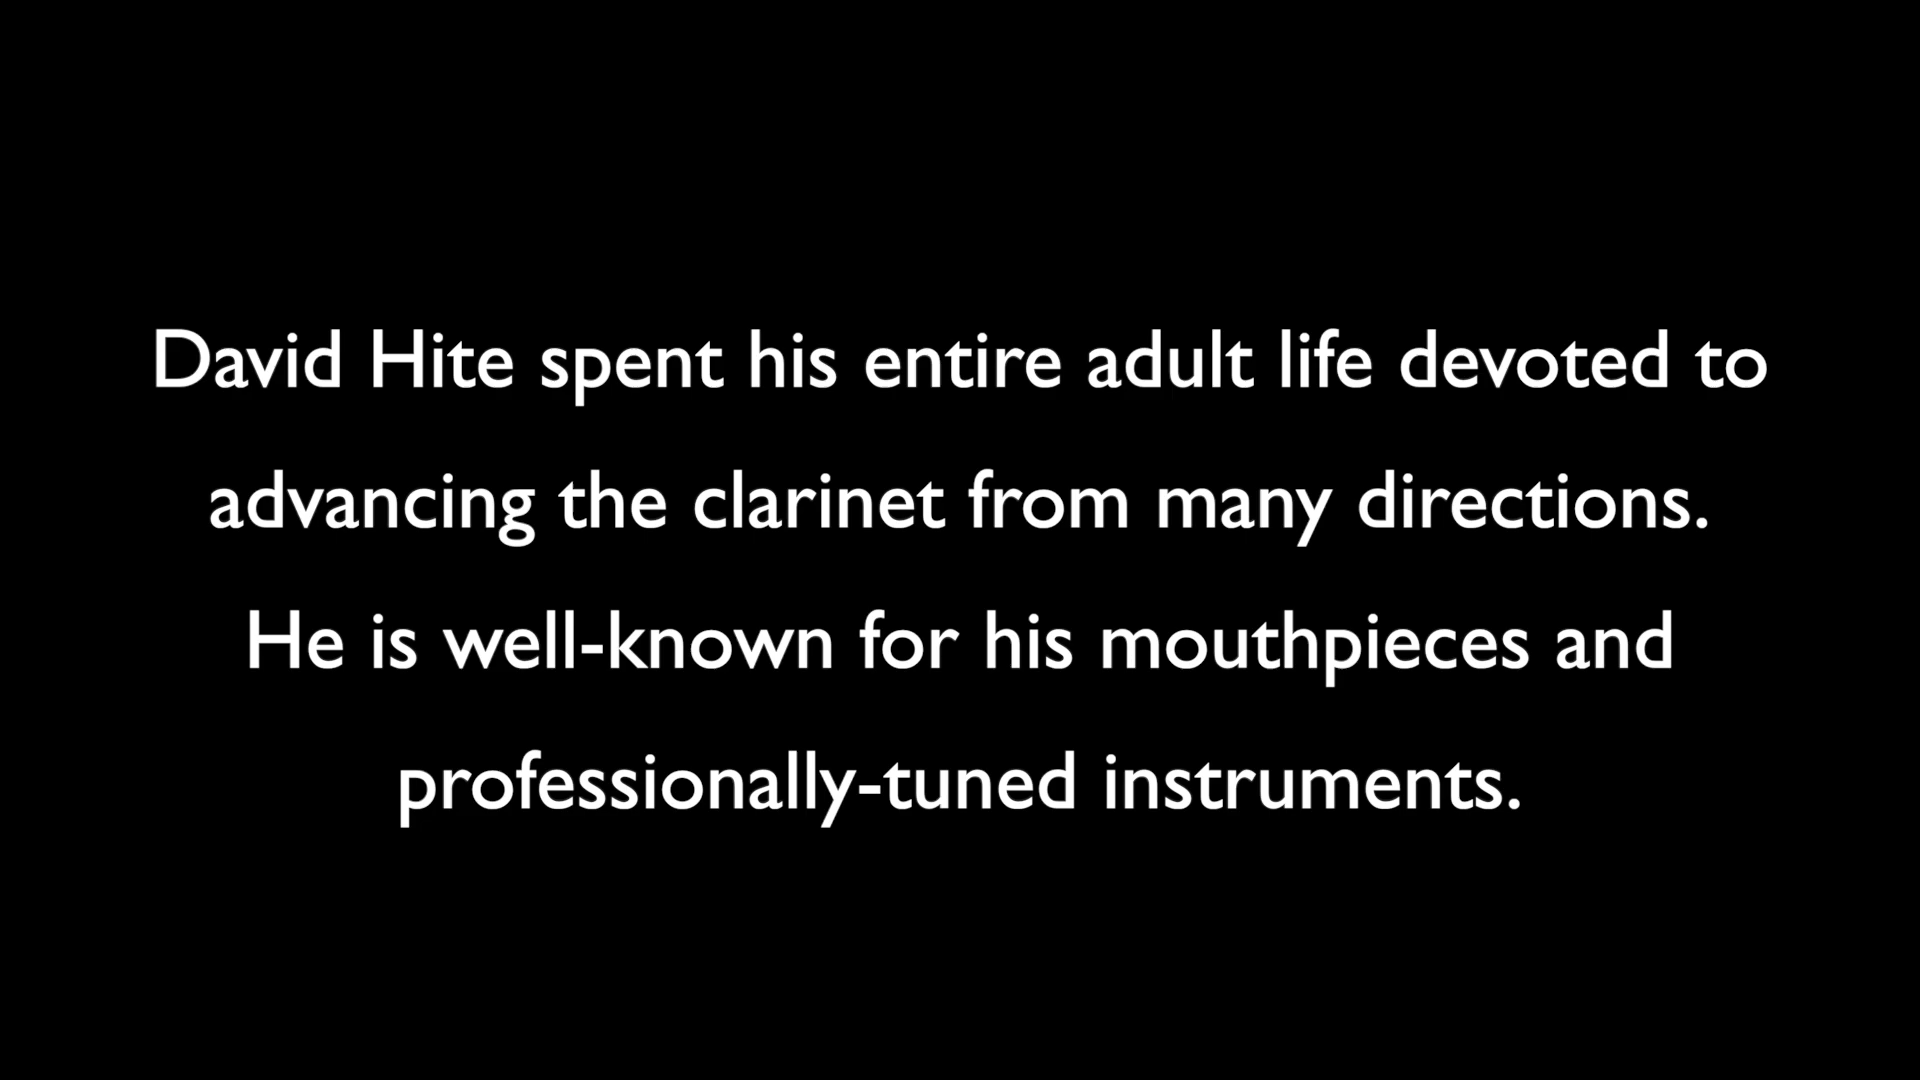 David Hite spent his entire adult life devoted to
advancing the clarinet from many directions.
He is well-known for his mouthpieces and
professionally-tuned instruments.